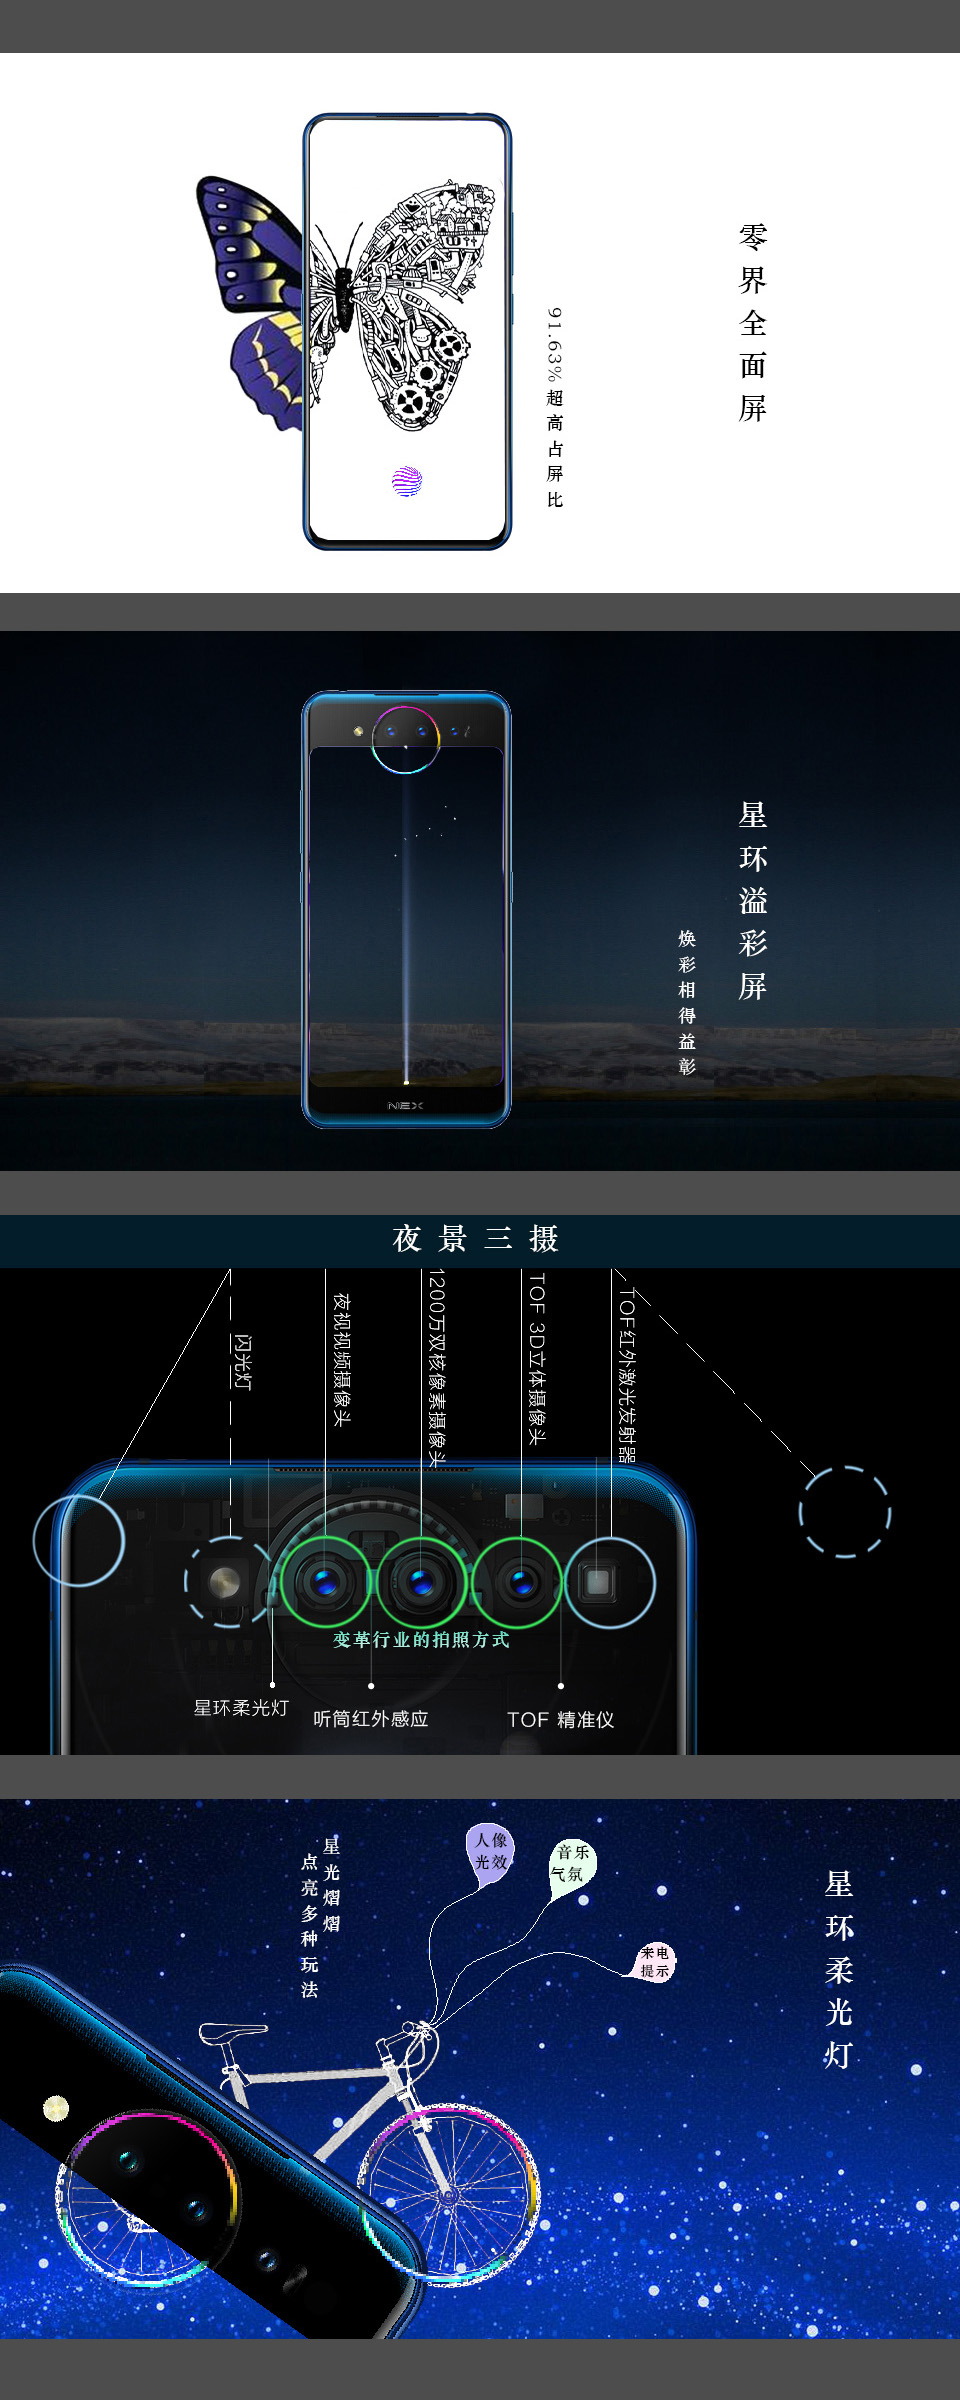 零界全面屏
91.63%超高占屏比
星环溢彩屏
焕彩相得益彰
NEX
夜景三摄
闪光灯
夜视视频摄像头
1200万双核像素摄像头
TOF 3D立体摄像头
TOF红外激光发射器
变革行业的拍照方式
星环柔光灯
听筒红外感应
TOF 精准仪
星环柔光灯
星光熠熠
点亮多种玩法
人像
光效
音乐
气氛
来电
提示